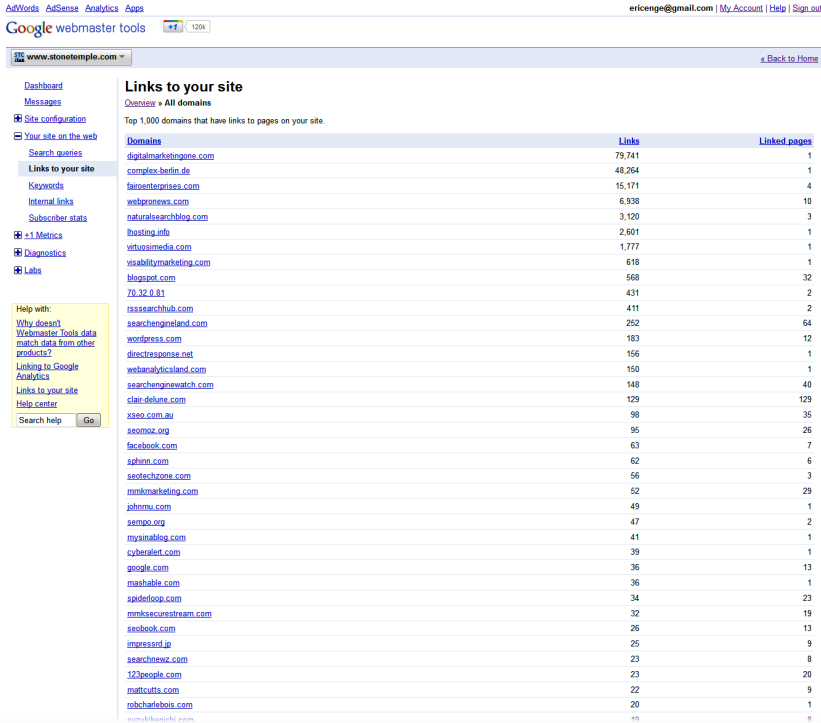 AdWords AdSense Analytics Apps
ericenge@gmail.com | My Account | Help | Sign out
Google webmaster tools +1 120k
STC www.stonetemple.com
« Back to Home
Dashboard
Messages
Site configuration
Your site on the web
Search queries
Links to your site
Keywords
Internal links
Subscriber stats
+1 Metrics
Diagnostics
Labs
Help with:
Why doesn't
Webmaster Tools data
match data from other
products?
Linking to Google
Analytics
Links to your site
Help center
Search help Go
Links to your site
Overview » All domains
Top 1,000 domains that have links to pages on your site.
Domains Links Linked pages
digitalmarketingone.com 79,741 1
complex-berlin.de 48,264 1
fairoenterprises.com 15,171 4
webpronews.com 6,938 10
naturalsearchblog.com 3,120 3
lhosting.info 2,601 1
virtuosimedia.com 1,777 1
visabilitymarketing.com 618 1
blogspot.com 568 32
70.32.0.81 431 2
rsssearchhub.com 411 2
searchengineland.com 252 64
wordpress.com 183 12
directresponse.net 156 1
webanalyticsland.com 150 1
searchenginewatch.com 148 40
clair-delune.com 129 129
xseo.com.au 98 35
seomoz.org 95 26
facebook.com 63 7
sphinn.com 62 6
seotechzone.com 56 3
mmkmarketing.com 52 29
johnmu.com 49 1
sempo.org 47 2
mysinablog.com 41 1
cyberalert.com 39 1
google.com 36 13
mashable.com 36 1
spiderloop.com 34 23
mmksecurestream.com 32 19
seobook.com 26 13
impressrd.jp 25 9
searchnewz.com 23 8
123people.com 23 20
mattcutts.com 22 9
robcharlebois.com 20 1